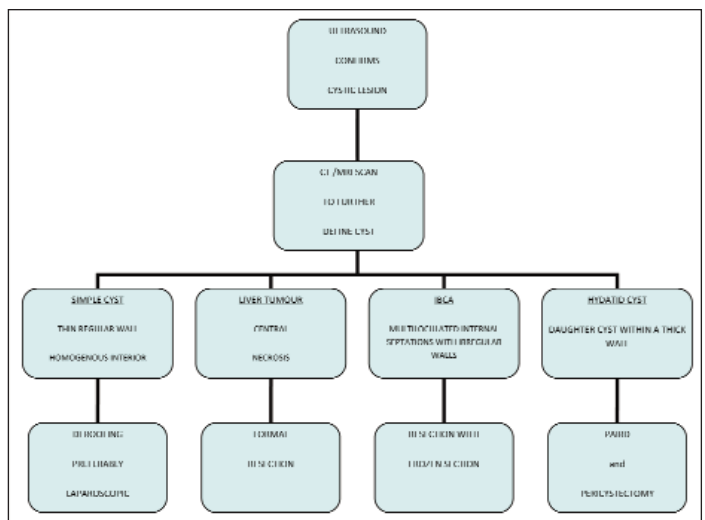 ULTRASOUND
CONFIRMS
CYSTIC LESION
CT/MRI SCAN
TO FURTHER
DEFINE CYST
SIMPLE CYST
THIN REGULAR WALL
HOMOGENOUS INTERIOR
LIVER TUMOUR
CENTRAL
NECROSIS
IBCA
MULTILOCULATED INTERNAL
SEPTATIONS WITH IRREGULAR
WALLS
HYDATID CYST
DAUGHTER CYST WITHIN A THICK
WALL
DEROOFING
PREFERABLY
LAPAROSCOPIC
FORMAL
RESECTION
RESECTION WITH
FROZEN SECTION
PAIRD
and
PERICYSTECTOMY